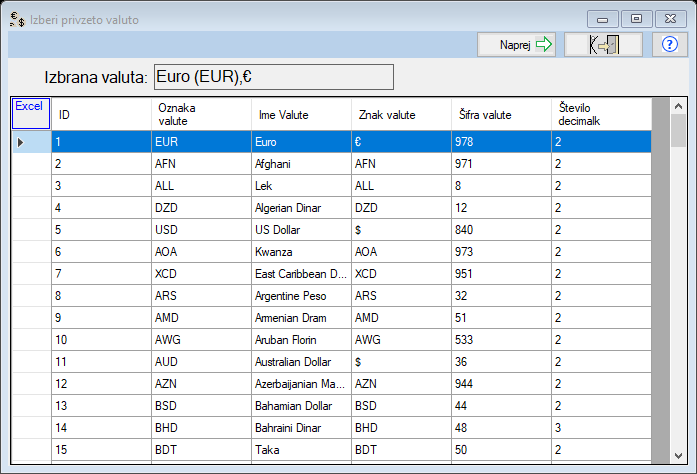 Izberi privzeto valuto
Naprej
Izbrana valuta: Euro (EUR),€
Excel ID Oznaka valute Ime Valute Znak valute Šifra valute Število decimalk
1 EUR Euro € 978 2
2 AFN Afghani AFN 971 2
3 ALL Lek ALL 8 2
4 DZD Algerian Dinar DZD 12 2
5 USD US Dollar $ 840 2
6 AOA Kwanza AOA 973 2
7 XCD East Caribbean D... XCD 951 2
8 ARS Argentine Peso ARS 32 2
9 AMD Armenian Dram AMD 51 2
10 AWG Aruban Florin AWG 533 2
11 AUD Australian Dollar $ 36 2
12 AZN Azerbaijanian Ma... AZN 944 2
13 BSD Bahamian Dollar BSD 44 2
14 BHD Bahraini Dinar BHD 48 3
15 BDT Taka BDT 50 2